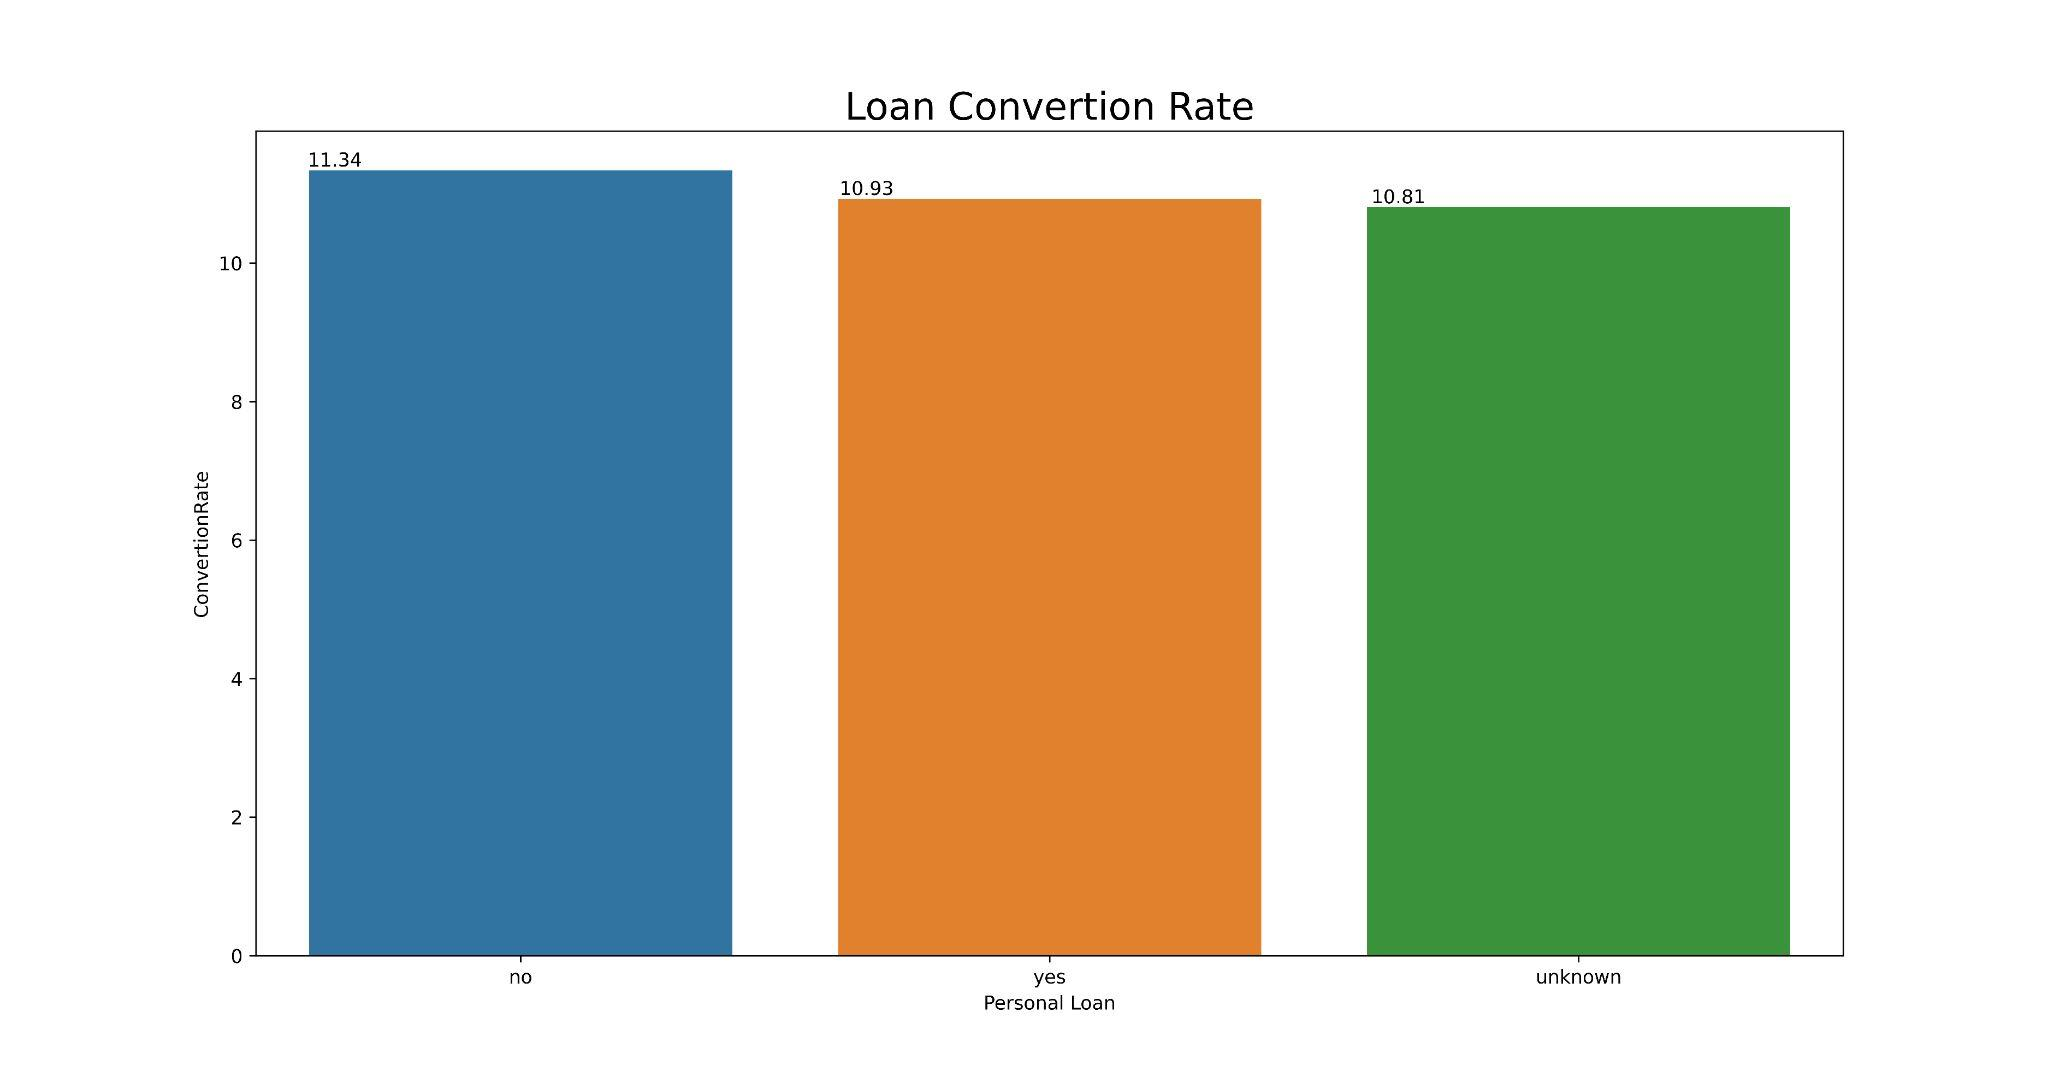 Loan Convertion Rate
11.34
10.93
10.81
10
8
6
4
2
0
ConvertionRate
no
yes
unknown
Personal Loan